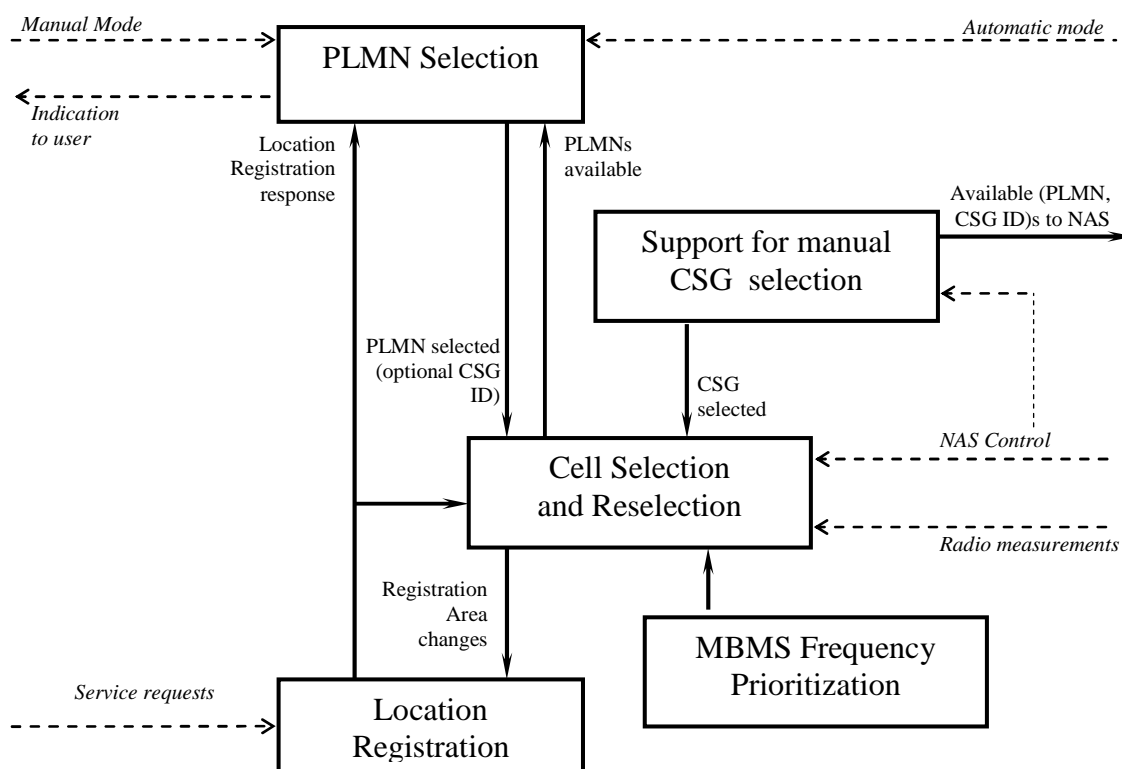 Manual Mode
Automatic mode
PLMN Selection
Indication
to user
Location
Registration
response
PLMNs
available
Available (PLMN,
CSG ID)s to NAS
Support for manual
CSG selection
PLMN selected
(optional CSG
ID)
CSG
selected
NAS Control
Cell Selection
and Reselection
Radio measurements
Registration
Area
changes
MBMS Frequency
Prioritization
Service requests
Location
Registration